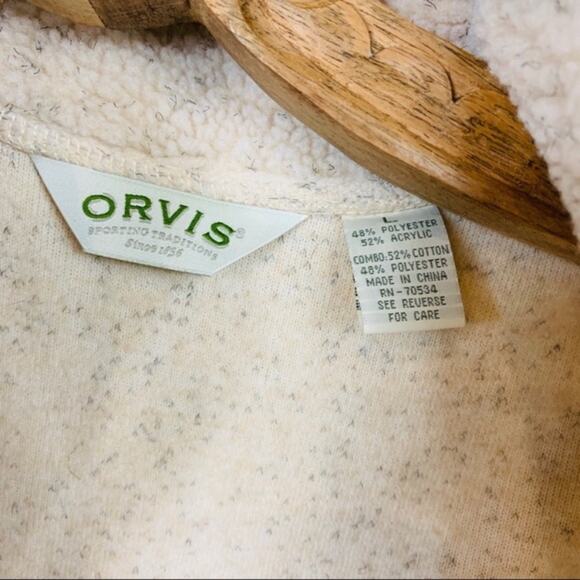 ORVIS®
SPORTING TRADITIONS
Since 1856
L
48% POLYESTER
52% ACRYLIC
COMBO:52% COTTON
48% POLYESTER
MADE IN CHINA
RN-70534
SEE REVERSE
FOR CARE